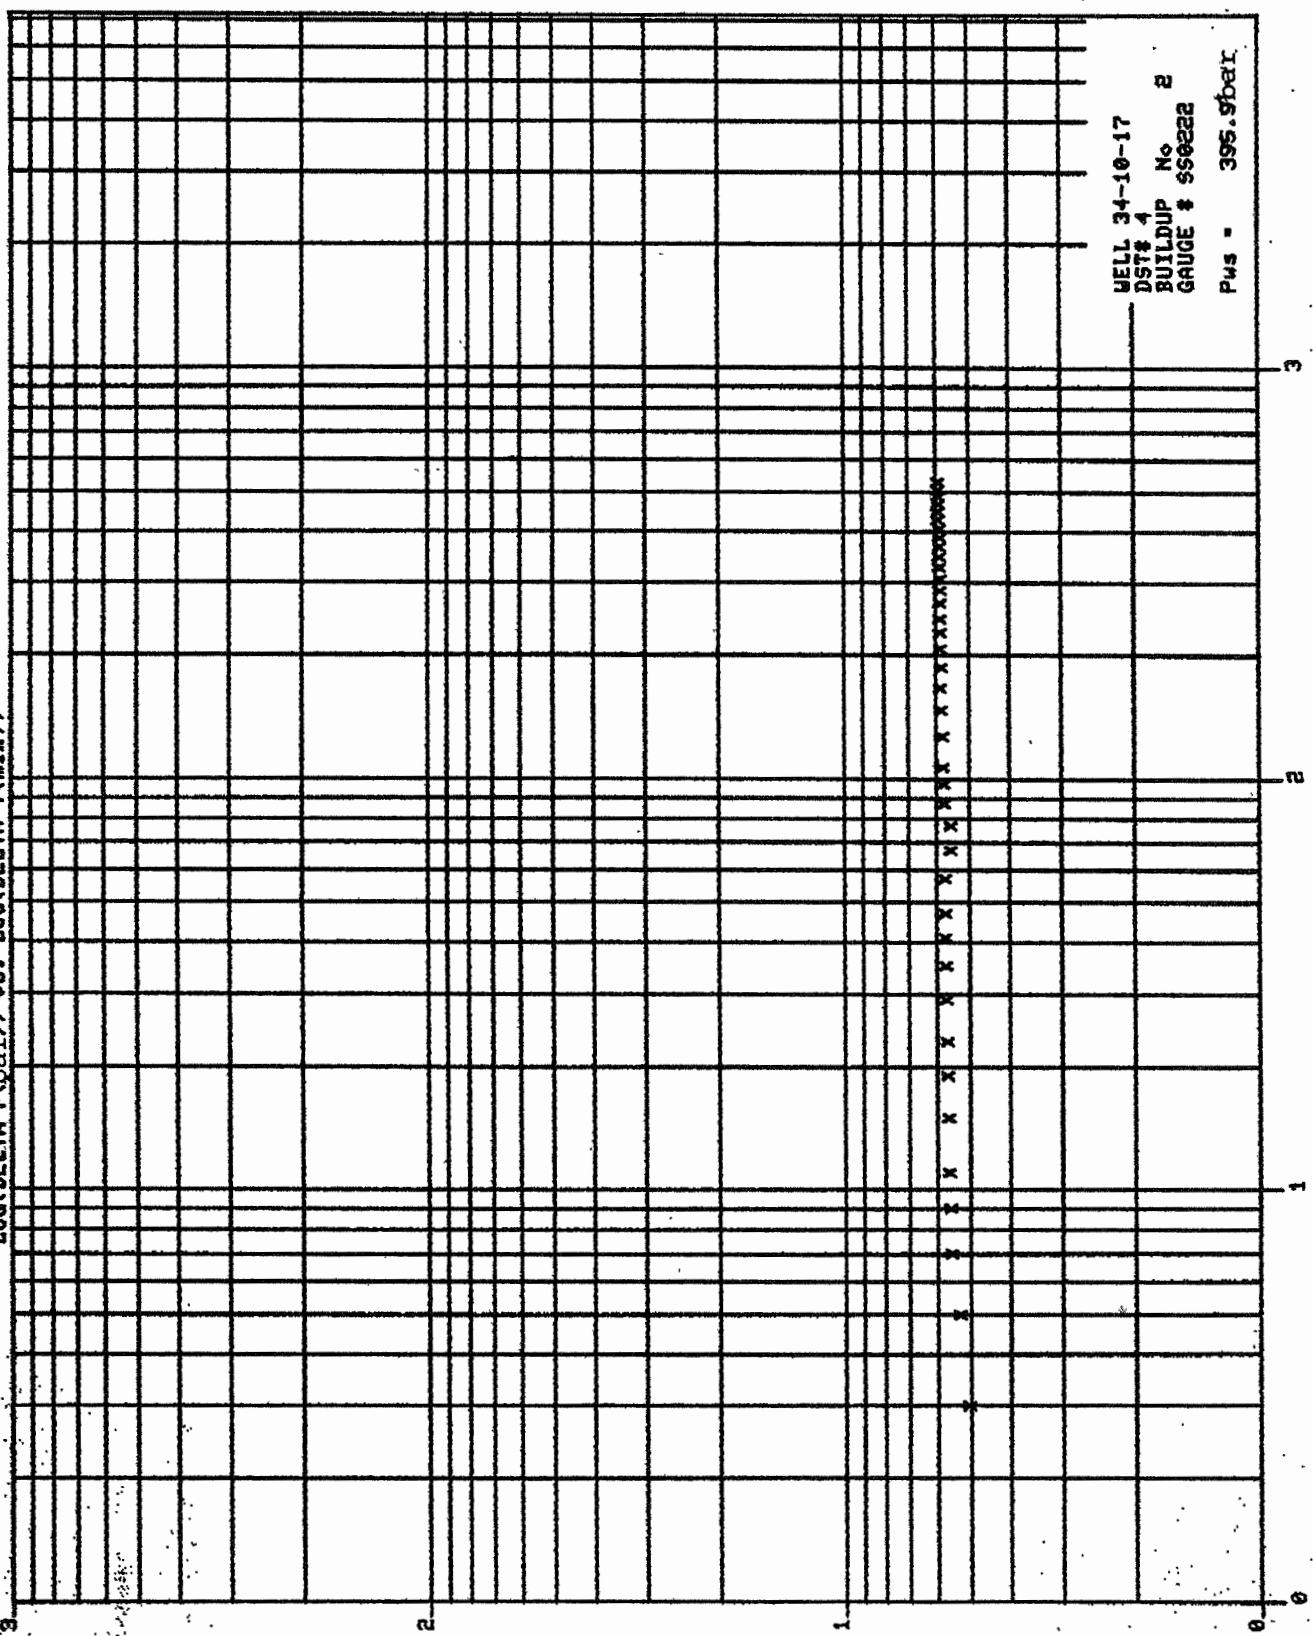 3
2
1
0
0
1
2
3
WELL 34-10-17
DST# 4
BUILDUP No 2
GAUGE # SS0222
Pws = 395.9bar